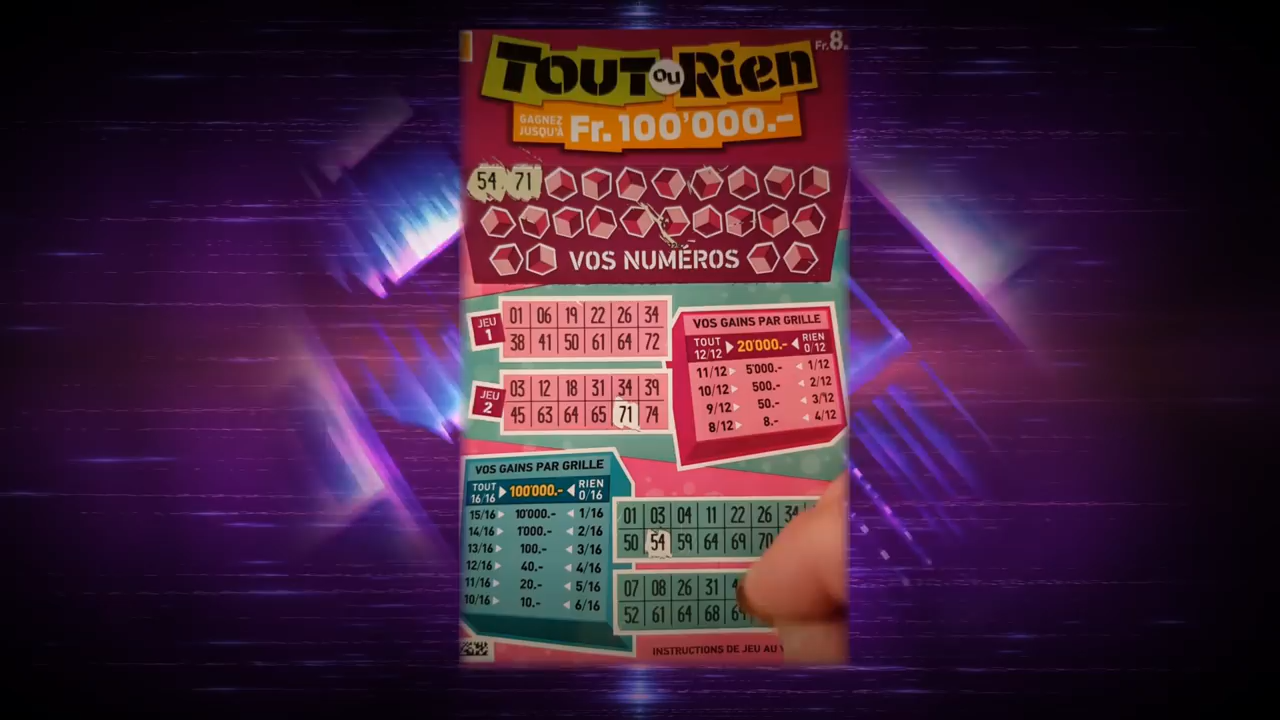 Fr.8.
TOUT OU RIEN
GAGNEZ JUSQU'À Fr. 100'000.-
54 71
VOS NUMÉROS
JEU 1
01 06 19 22 26 34
38 41 50 61 64 72
VOS GAINS PAR GRILLE
TOUT 12/12 20'000.- RIEN 0/12
11/12 5'000.- 1/12
10/12 500.- 2/12
9/12 50.- 3/12
8/12 8.- 4/12
JEU 2
03 12 18 31 34 39
45 63 64 65 71 74
VOS GAINS PAR GRILLE
TOUT 16/16 100'000.- RIEN 0/16
15/16 10'000.- 1/16
14/16 1'000.- 2/16
13/16 100.- 3/16
12/16 40.- 4/16
11/16 20.- 5/16
10/16 10.- 6/16
01 03 04 11 22 26 34
50 54 59 64 69 70
07 08 26 31
52 61 64 68
INSTRUCTIONS DE JEU AU